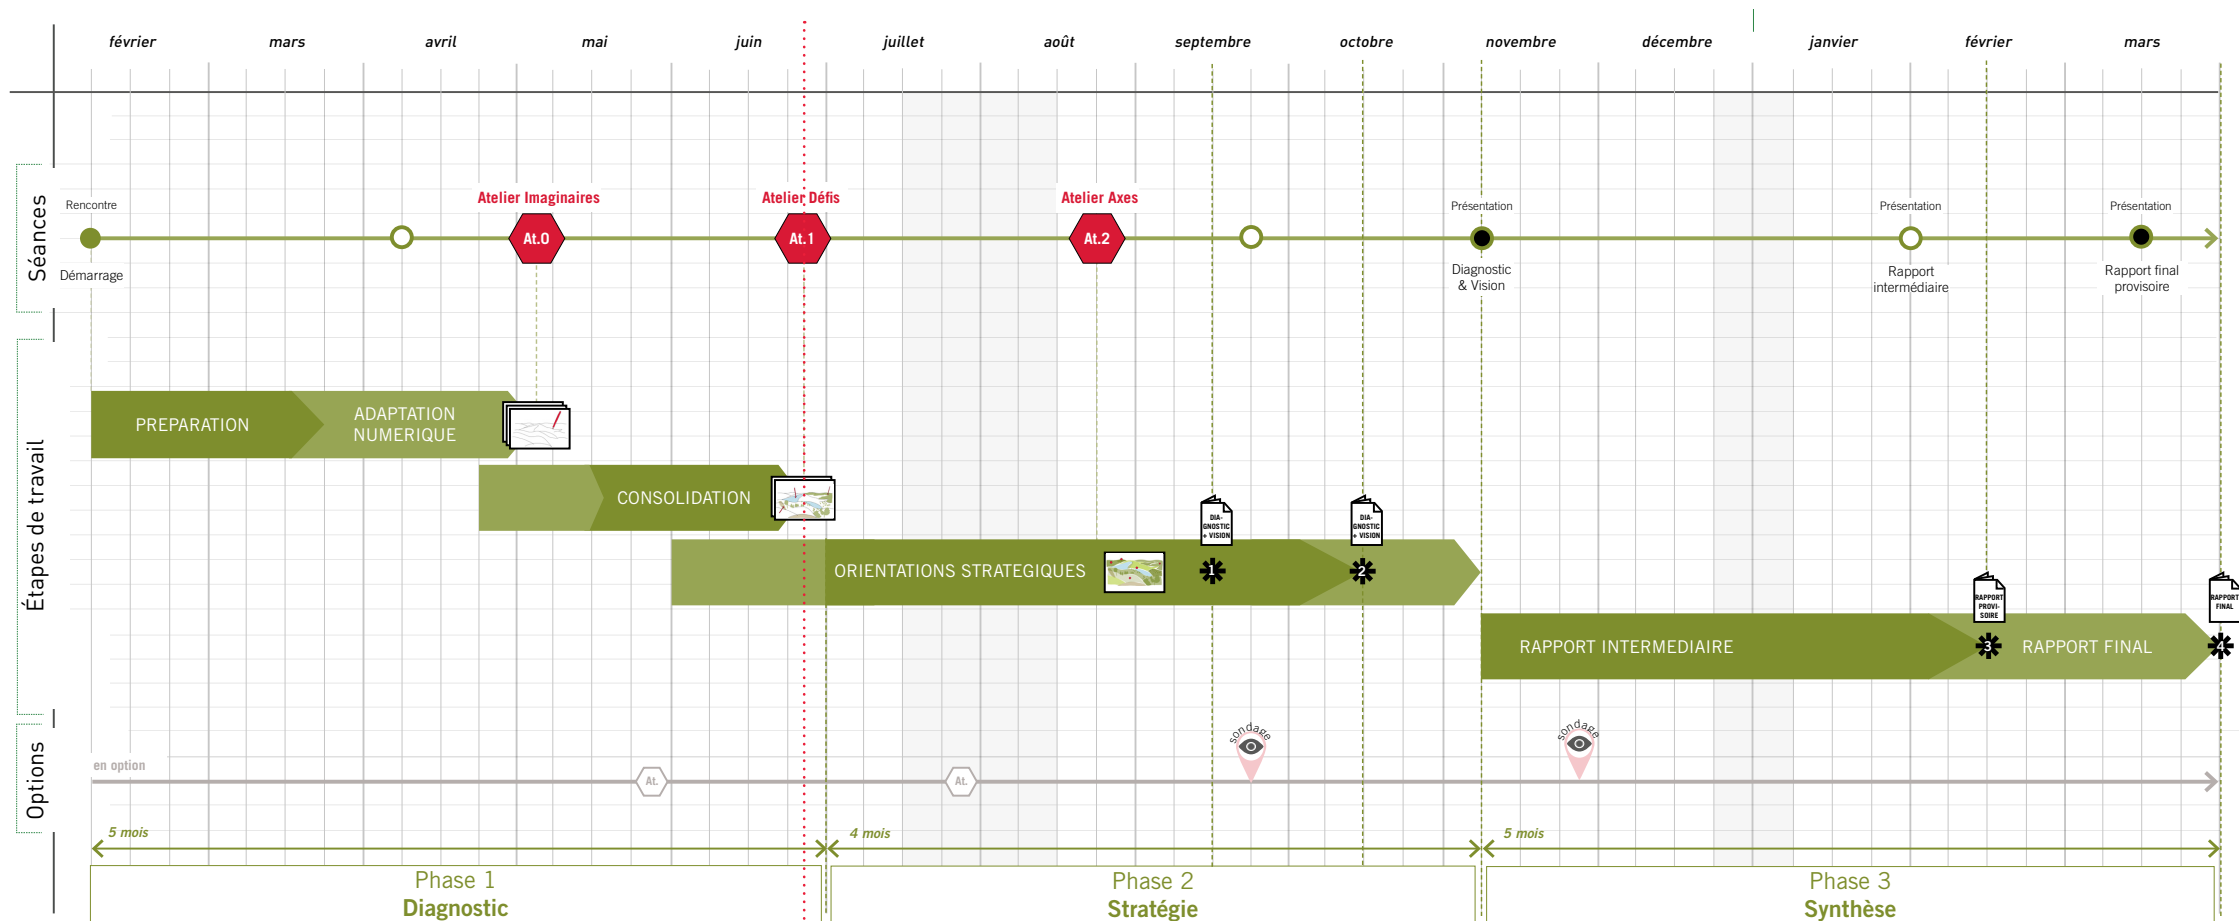 février mars avril mai juin juillet août septembre octobre novembre décembre janvier février mars
Séances
Rencontre
Démarrage
Atelier Imaginaires
At.0
Atelier Défis
At.1
Atelier Axes
At.2
Présentation
Diagnostic
& Vision
Présentation
Rapport
intermédiaire
Présentation
Rapport final
provisoire
Étapes de travail
PREPARATION
ADAPTATION
NUMERIQUE
CONSOLIDATION
ORIENTATIONS STRATEGIQUES
DIA-
GNOSTIC
+ VISION
1
DIA-
GNOSTIC
+ VISION
2
RAPPORT INTERMEDIAIRE
RAPPORT
PROVI-
SOIRE
3
RAPPORT FINAL
RAPPORT
FINAL
4
Options
en option
At.
At.
sondage
sondage
5 mois
4 mois
5 mois
Phase 1
Diagnostic
Phase 2
Stratégie
Phase 3
Synthèse